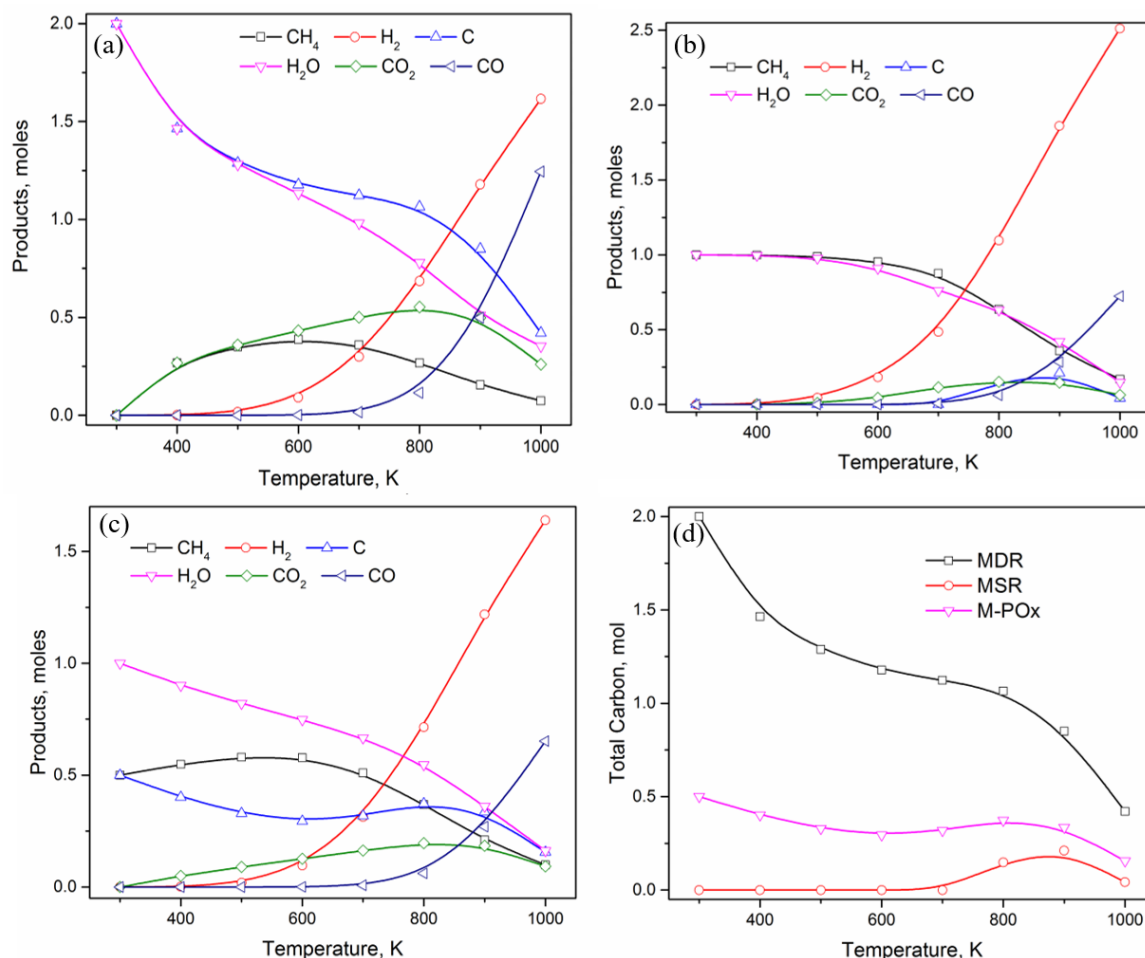 (a)
CH₄ H₂ C
H₂O CO₂ CO
2.0
1.5
1.0
0.5
0.0
400 600 800 1000
Products, moles
Temperature, K
(b)
CH₄ H₂ C
H₂O CO₂ CO
2.5
2.0
1.5
1.0
0.5
0.0
400 600 800 1000
Products, moles
Temperature, K
(c)
CH₄ H₂ C
H₂O CO₂ CO
1.5
1.0
0.5
0.0
400 600 800 1000
Products, moles
Temperature, K
(d)
MDR
MSR
M-POx
2.0
1.5
1.0
0.5
0.0
400 600 800 1000
Total Carbon, mol
Temperature, K